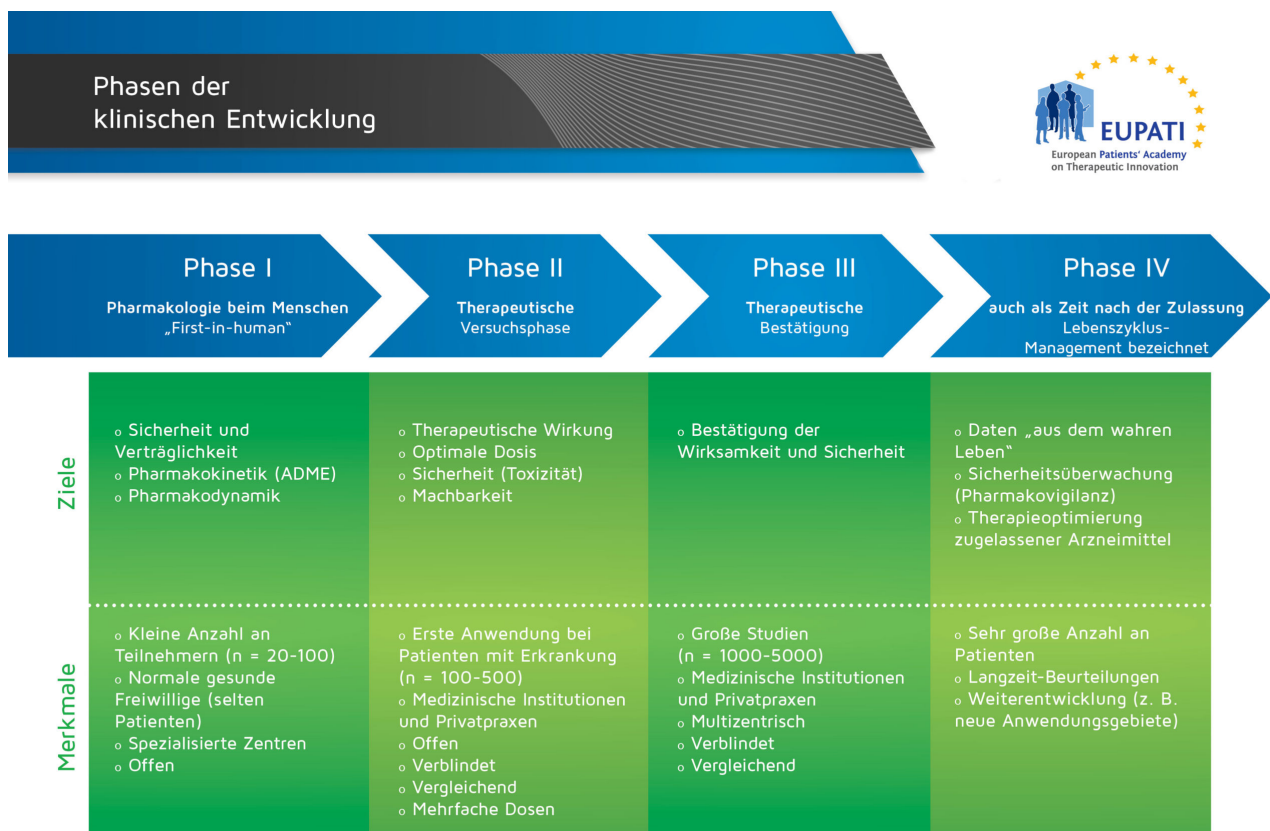 Phasen der
klinischen Entwicklung
EUPATI
European Patients' Academy
on Therapeutic Innovation
Phase I
Pharmakologie beim Menschen
„First-in-human“
Phase II
Therapeutische
Versuchsphase
Phase III
Therapeutische
Bestätigung
Phase IV
auch als Zeit nach der Zulassung
Lebenszyklus-
Management bezeichnet
Ziele
o Sicherheit und
Verträglichkeit
o Pharmakokinetik (ADME)
o Pharmakodynamik
o Therapeutische Wirkung
o Optimale Dosis
o Sicherheit (Toxizität)
o Machbarkeit
o Bestätigung der
Wirksamkeit und Sicherheit
o Daten „aus dem wahren
Leben“
o Sicherheitsüberwachung
(Pharmakovigilanz)
o Therapieoptimierung
zugelassener Arzneimittel
Merkmale
o Kleine Anzahl an
Teilnehmern (n = 20-100)
o Normale gesunde
Freiwillige (selten
Patienten)
o Spezialisierte Zentren
o Offen
o Erste Anwendung bei
Patienten mit Erkrankung
(n = 100-500)
o Medizinische Institutionen
und Privatpraxen
o Offen
o Verblindet
o Vergleichend
o Mehrfache Dosen
o Große Studien
(n = 1000-5000)
o Medizinische Institutionen
und Privatpraxen
o Multizentrisch
o Verblindet
o Vergleichend
o Sehr große Anzahl an
Patienten
o Langzeit-Beurteilungen
o Weiterentwicklung (z. B.
neue Anwendungsgebiete)